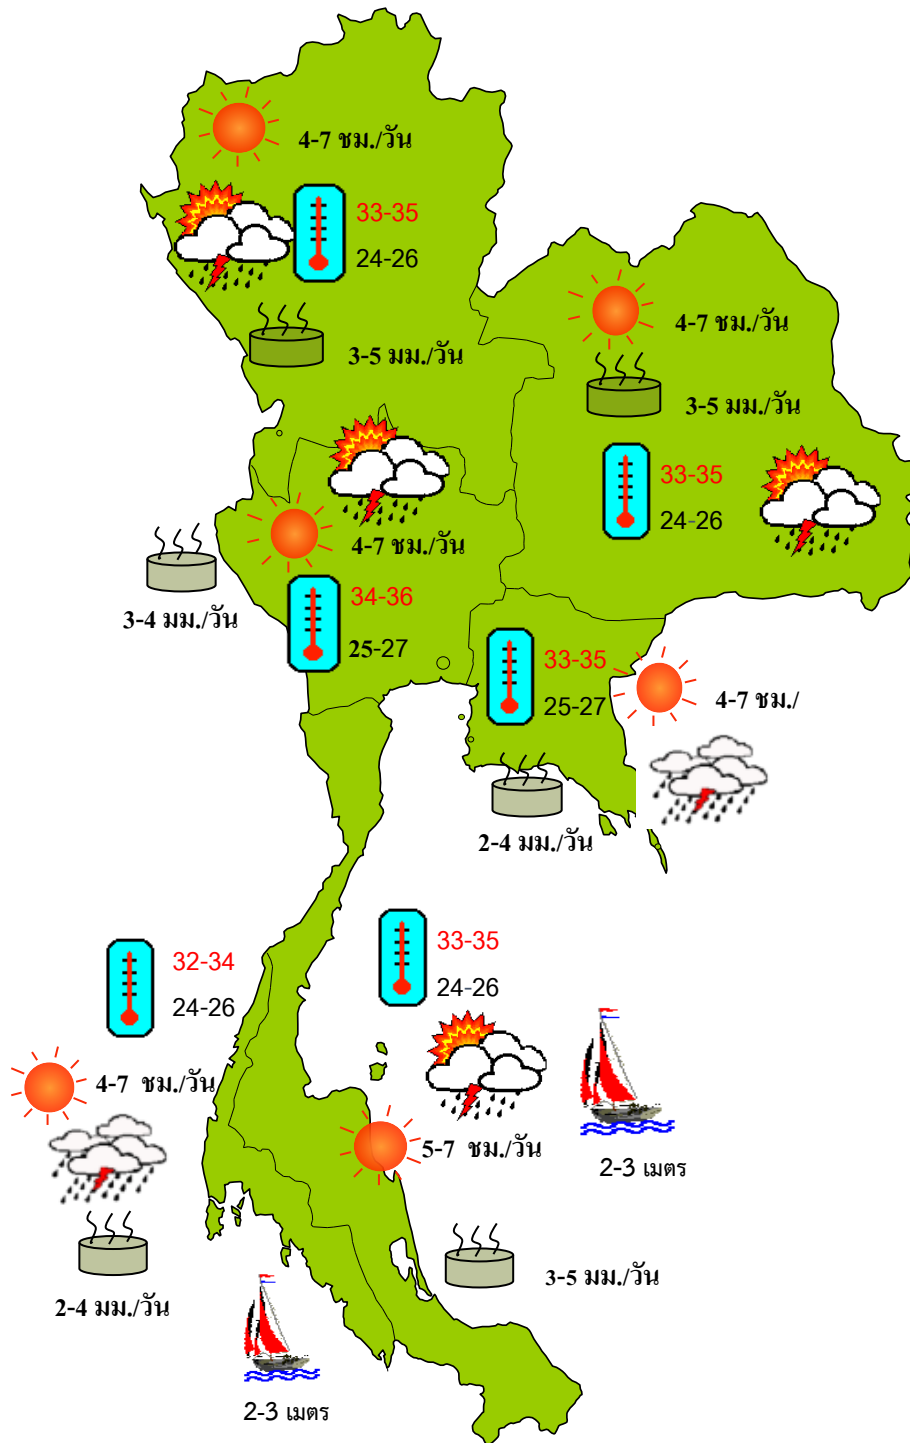 4-7 ชม./วัน
33-35
24-26
3-5 มม./วัน
4-7 ชม./วัน
3-5 มม./วัน
33-35
24-26
4-7 ชม./วัน
34-36
25-27
3-4 มม./วัน
33-35
25-27
4-7 ชม./
2-4 มม./วัน
32-34
24-26
4-7 ชม./วัน
2-4 มม./วัน
33-35
24-26
5-7 ชม./วัน
2-3 เมตร
3-5 มม./วัน
2-3 เมตร